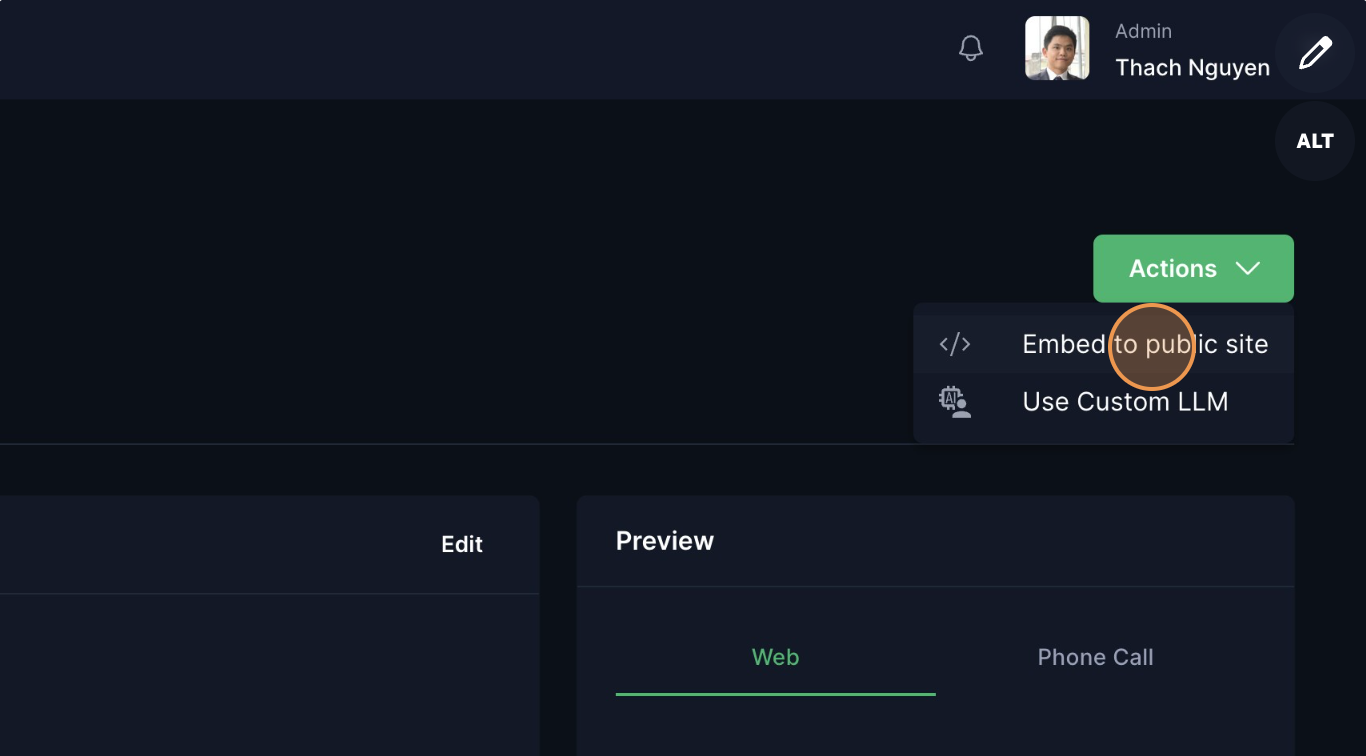 Admin
Thach Nguyen
ALT
Actions
</> Embed to public site
AI Use Custom LLM
Edit
Preview
Web
Phone Call